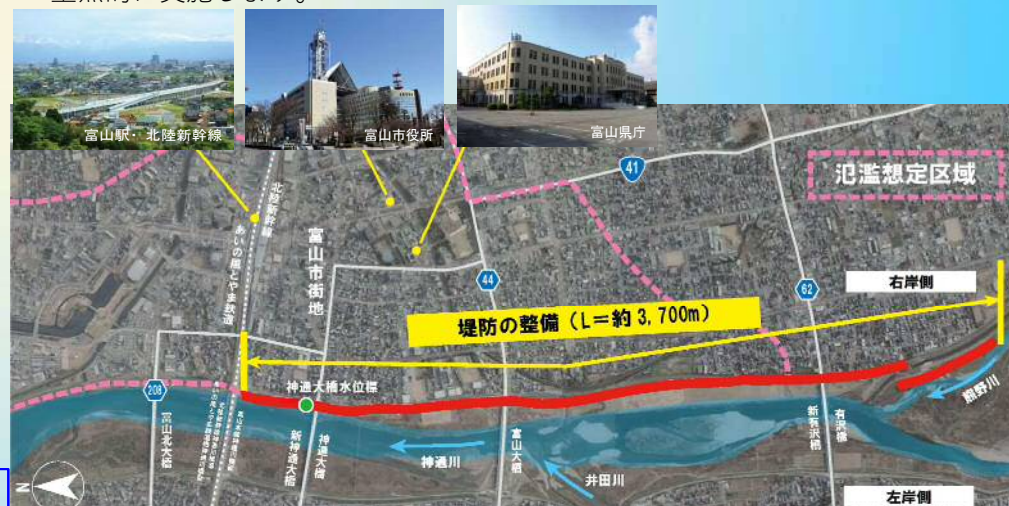 富山駅・北陸新幹線
富山市役所
富山県庁
41
氾濫想定区域
北陸新幹線
あいの風とやま鉄道
富山市街地
44
62
右岸側
堤防の整備（L＝約3,700m）
208
神通大橋水位標
熊野川
富山北大橋
新神通大橋
神通大橋
神通川
富山大橋
井田川
新有沢橋
有沢橋
N
左岸側